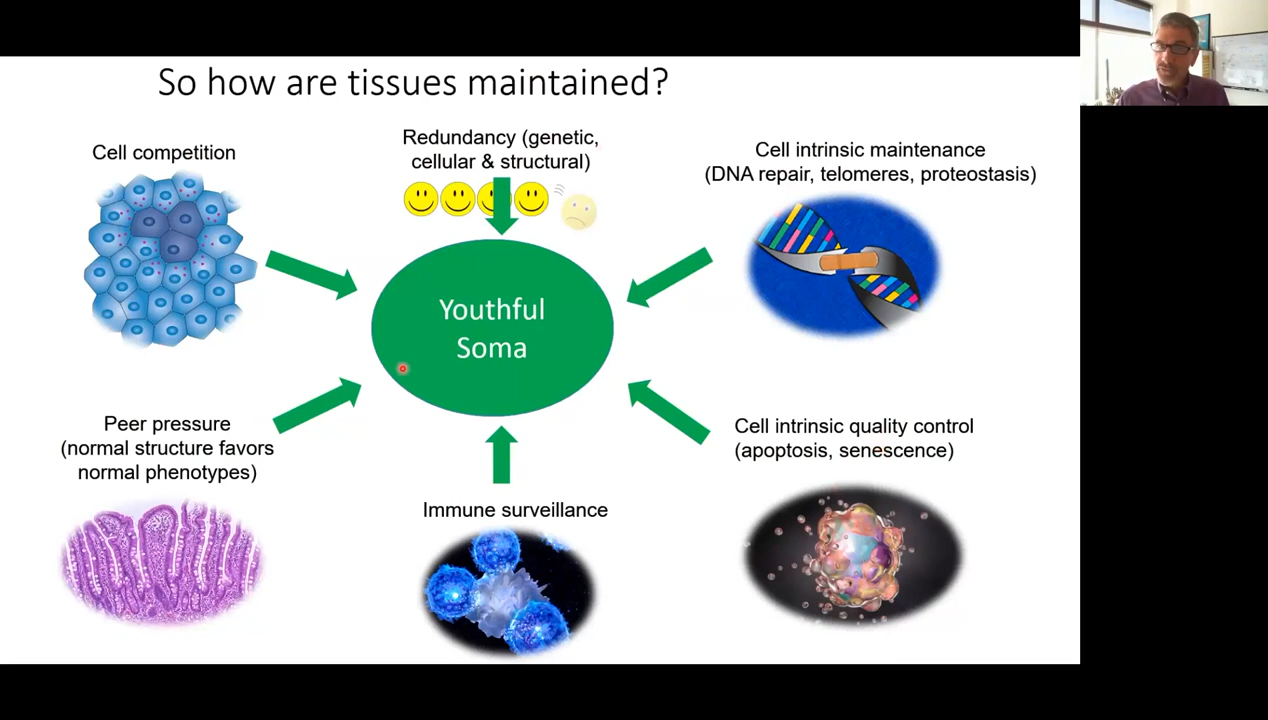 So how are tissues maintained?
Cell competition
Redundancy (genetic,
cellular & structural)
Cell intrinsic maintenance
(DNA repair, telomeres, proteostasis)
Youthful
Soma
Peer pressure
(normal structure favors
normal phenotypes)
Immune surveillance
Cell intrinsic quality control
(apoptosis, senescence)